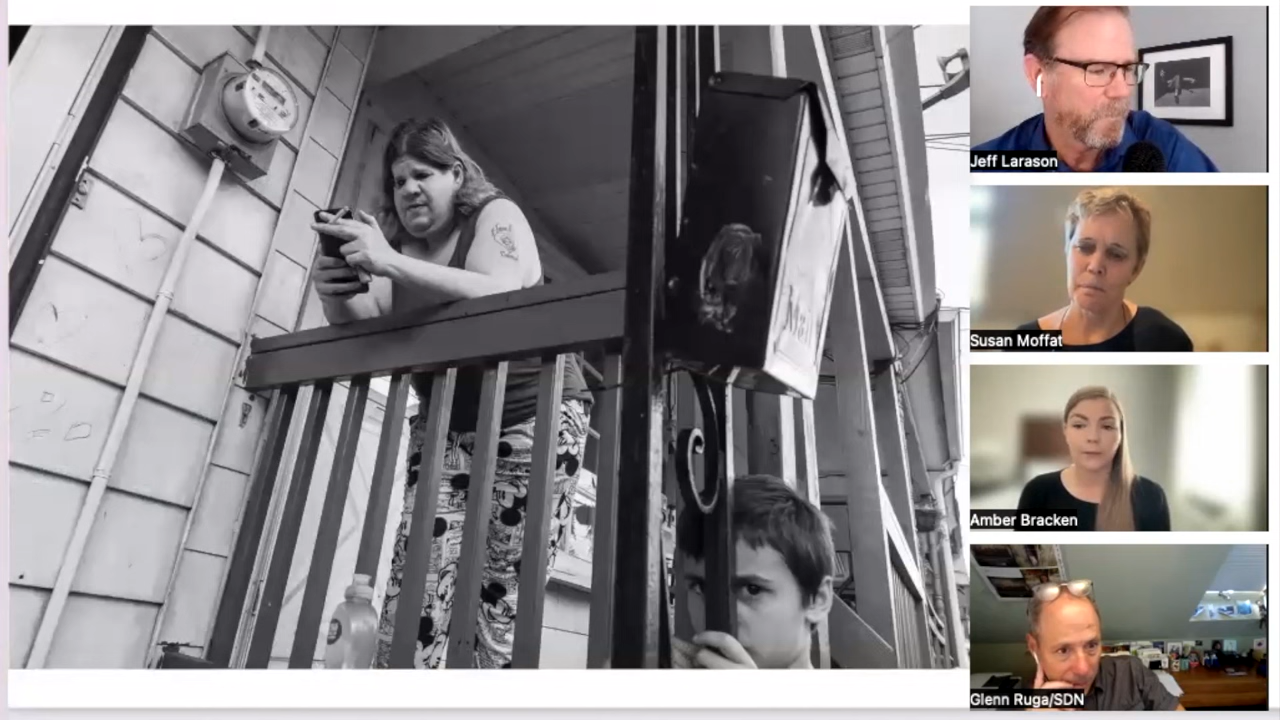 Jeff Larason
Susan Moffat
Amber Bracken
Glenn Ruga/SDN